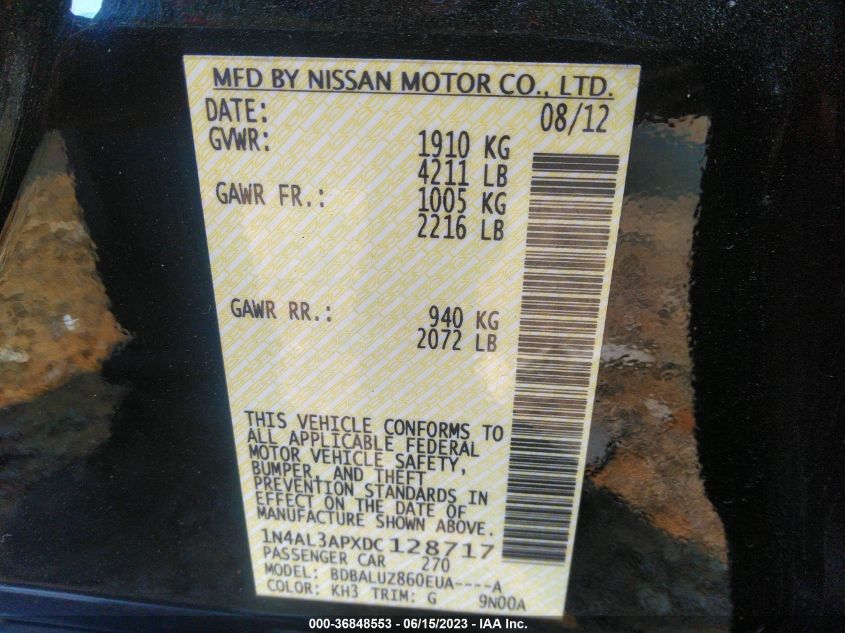 MFD BY NISSAN MOTOR CO., LTD.
DATE: 08/12
GVWR: 1910 KG
4211 LB
GAWR FR.: 1005 KG
2216 LB
GAWR RR.: 940 KG
2072 LB
THIS VEHICLE CONFORMS TO
ALL APPLICABLE FEDERAL
MOTOR VEHICLE SAFETY,
BUMPER, AND THEFT
PREVENTION STANDARDS IN
EFFECT ON THE DATE OF
MANUFACTURE SHOWN ABOVE.
1N4AL3APXDC128717
PASSENGER CAR 270
MODEL: BDBALUZ860EUA----A
COLOR: KH3 TRIM: G 9N00A
000-36848553 - 06/15/2023 - IAA Inc.